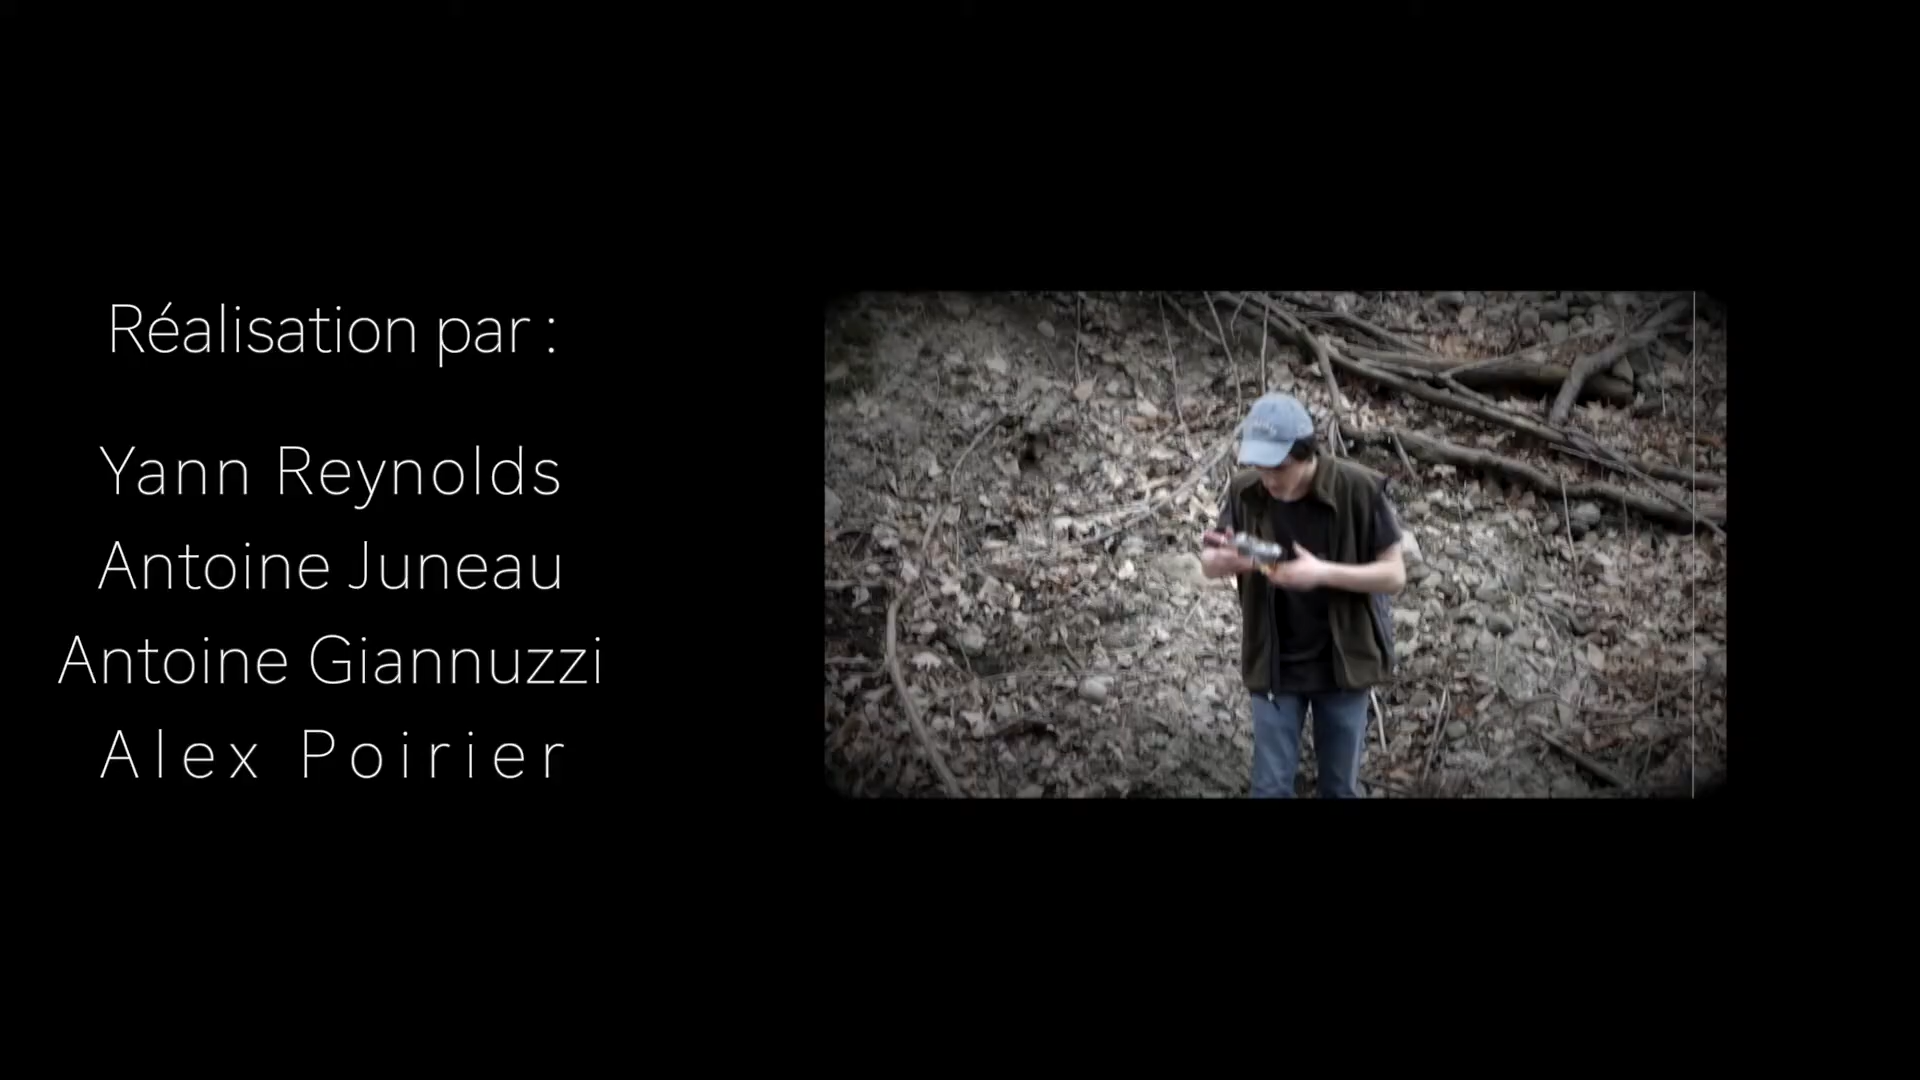 Réalisation par :
Yann Reynolds
Antoine Juneau
Antoine Giannuzzi
Alex Poirier